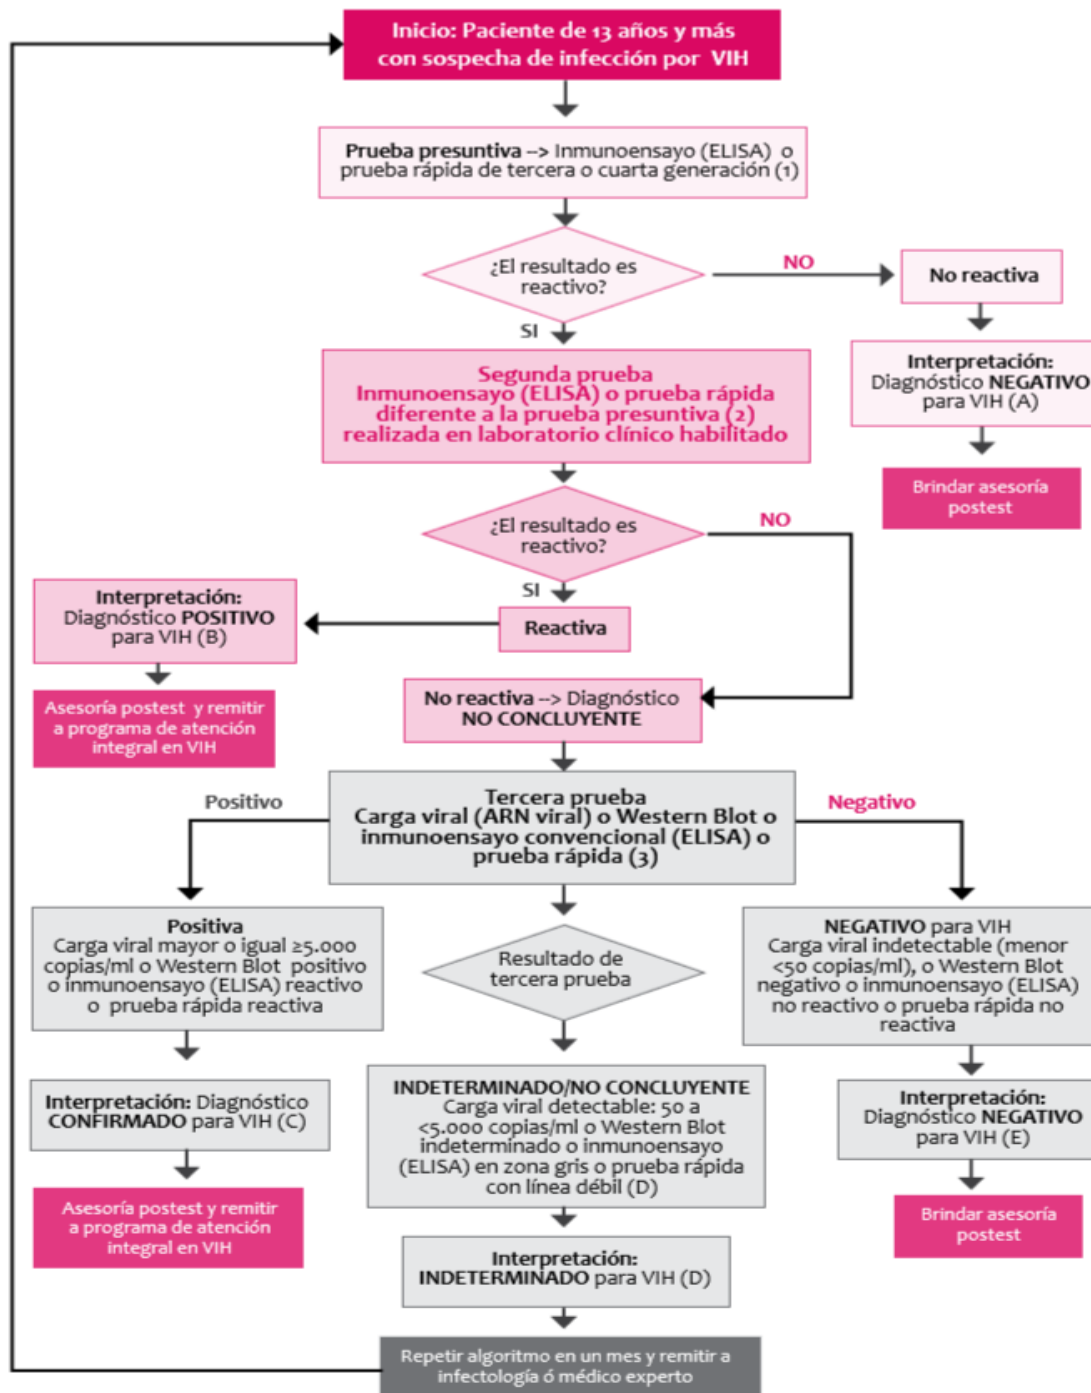 Inicio: Paciente de 13 años y más
con sospecha de infección por VIH
Prueba presuntiva --> Inmunoensayo (ELISA) o
prueba rápida de tercera o cuarta generación (1)
¿El resultado es
reactivo?
NO
No reactiva
SI
Interpretación:
Diagnóstico NEGATIVO
para VIH (A)
Brindar asesoría
postest
Segunda prueba
Inmunoensayo (ELISA) o prueba rápida
diferente a la prueba presuntiva (2)
realizada en laboratorio clínico habilitado
¿El resultado es
reactivo?
NO
SI
Reactiva
Interpretación:
Diagnóstico POSITIVO
para VIH (B)
Asesoría postest y remitir
a programa de atención
integral en VIH
No reactiva --> Diagnóstico
NO CONCLUYENTE
Positivo
Tercera prueba
Carga viral (ARN viral) o Western Blot o
inmunoensayo convencional (ELISA) o
prueba rápida (3)
Negativo
Positiva
Carga viral mayor o igual ≥5.000
copias/ml o Western Blot positivo
o inmunoensayo (ELISA) reactivo
o prueba rápida reactiva
Resultado de
tercera prueba
NEGATIVO para VIH
Carga viral indetectable (menor
<50 copias/ml), o Western Blot
negativo o inmunoensayo (ELISA)
no reactivo o prueba rápida no
reactiva
Interpretación: Diagnóstico
CONFIRMADO para VIH (C)
Asesoría postest y remitir
a programa de atención
integral en VIH
INDETERMINADO/NO CONCLUYENTE
Carga viral detectable: 50 a
<5.000 copias/ml o Western Blot
indeterminado o inmunoensayo
(ELISA) en zona gris o prueba rápida
con línea débil (D)
Interpretación:
Diagnóstico NEGATIVO
para VIH (E)
Brindar asesoría
postest
Interpretación:
INDETERMINADO para VIH (D)
Repetir algoritmo en un mes y remitir a
infectología ó médico experto